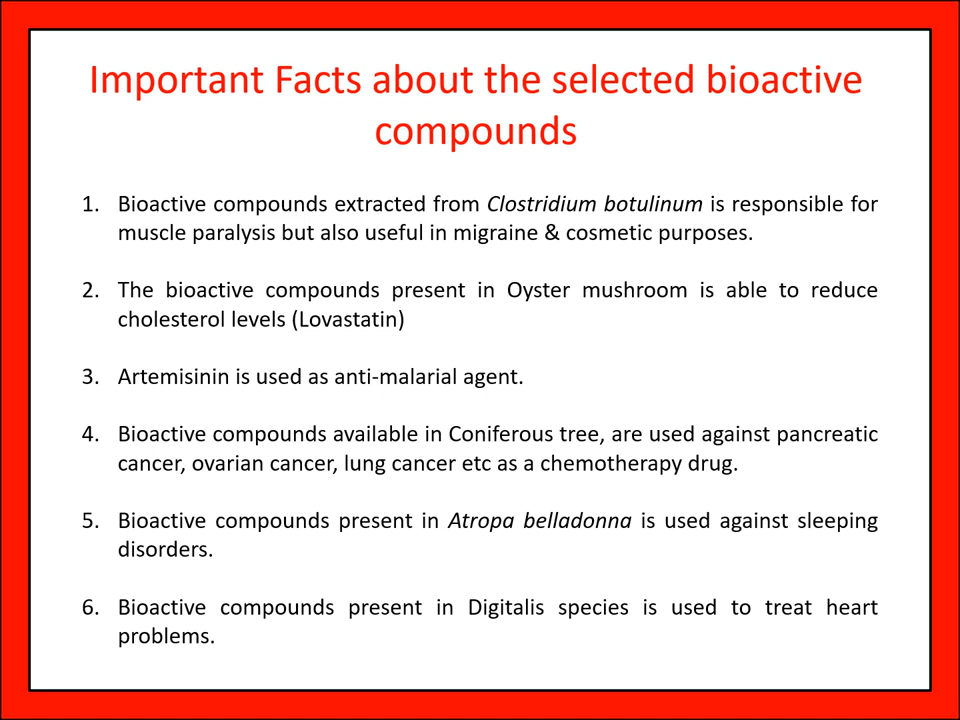 Important Facts about the selected bioactive
compounds
1. Bioactive compounds extracted from Clostridium botulinum is responsible for
muscle paralysis but also useful in migraine & cosmetic purposes.
2. The bioactive compounds present in Oyster mushroom is able to reduce
cholesterol levels (Lovastatin)
3. Artemisinin is used as anti-malarial agent.
4. Bioactive compounds available in Coniferous tree, are used against pancreatic
cancer, ovarian cancer, lung cancer etc as a chemotherapy drug.
5. Bioactive compounds present in Atropa belladonna is used against sleeping
disorders.
6. Bioactive compounds present in Digitalis species is used to treat heart
problems.